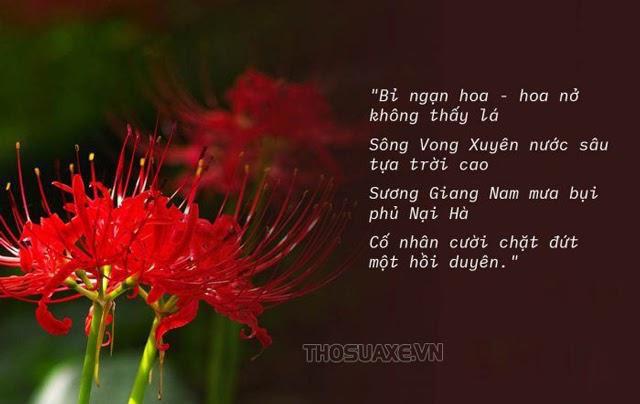 "Bỉ ngạn hoa - hoa nở
không thấy lá
Sông Vong Xuyên nước sâu
tựa trời cao
Sương Giang Nam mưa bụi
phủ Nại Hà
Cố nhân cười chặt đứt
một hồi duyên."
THOSUAXE.VN